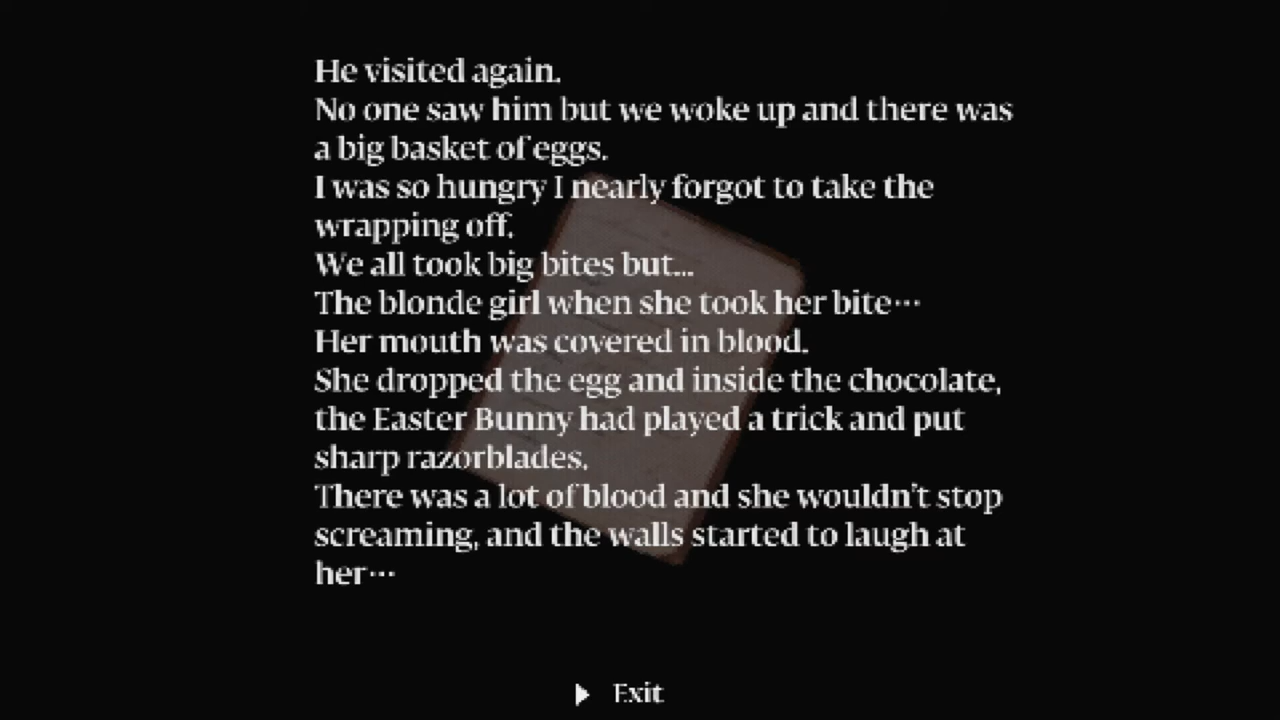 He visited again.
No one saw him but we woke up and there was
a big basket of eggs.
I was so hungry I nearly forgot to take the
wrapping off.
We all took big bites but...
The blonde girl when she took her bite···
Her mouth was covered in blood.
She dropped the egg and inside the chocolate,
the Easter Bunny had played a trick and put
sharp razorblades.
There was a lot of blood and she wouldn't stop
screaming, and the walls started to laugh at
her···
Exit